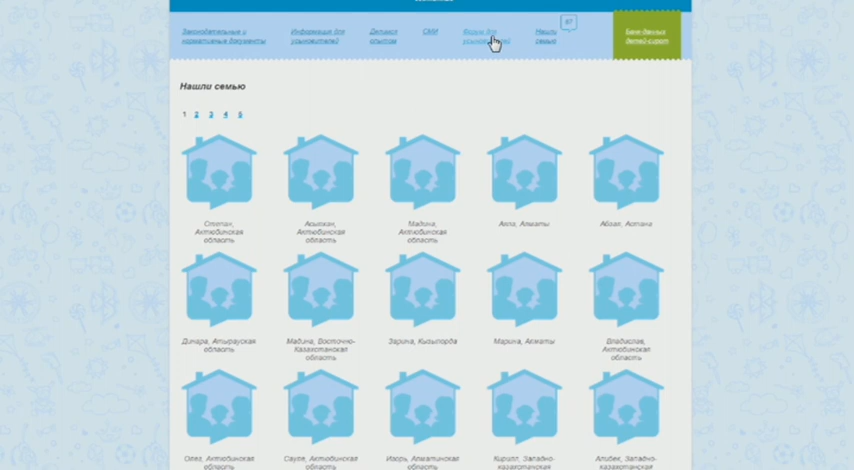 Законодательные и
нормативные документы
Информация для
усыновителей
Делимся
опытом
СМИ
Форум для
усыновителей
Нашли
семью
67
Банк данных
детей-сирот
Нашли семью
1 2 3 4 5
Степан,
Актюбинская
область
Актюбинская
область
Мадина,
Актюбинская
область
Алла, Алматы
Абзал, Астана
Динара, Атырауская
область
Мадина, Восточно-
Казахстанская
область
Зарина, Кызылорда
Марина, Алматы
Владислав,
Актюбинская
область
Олег, Актюбинская
область
Сауле, Актюбинская
область
Игорь, Алматинская
область
Кирилл, Западно-
казахстанская
Алибек, Западно-
казахстанская